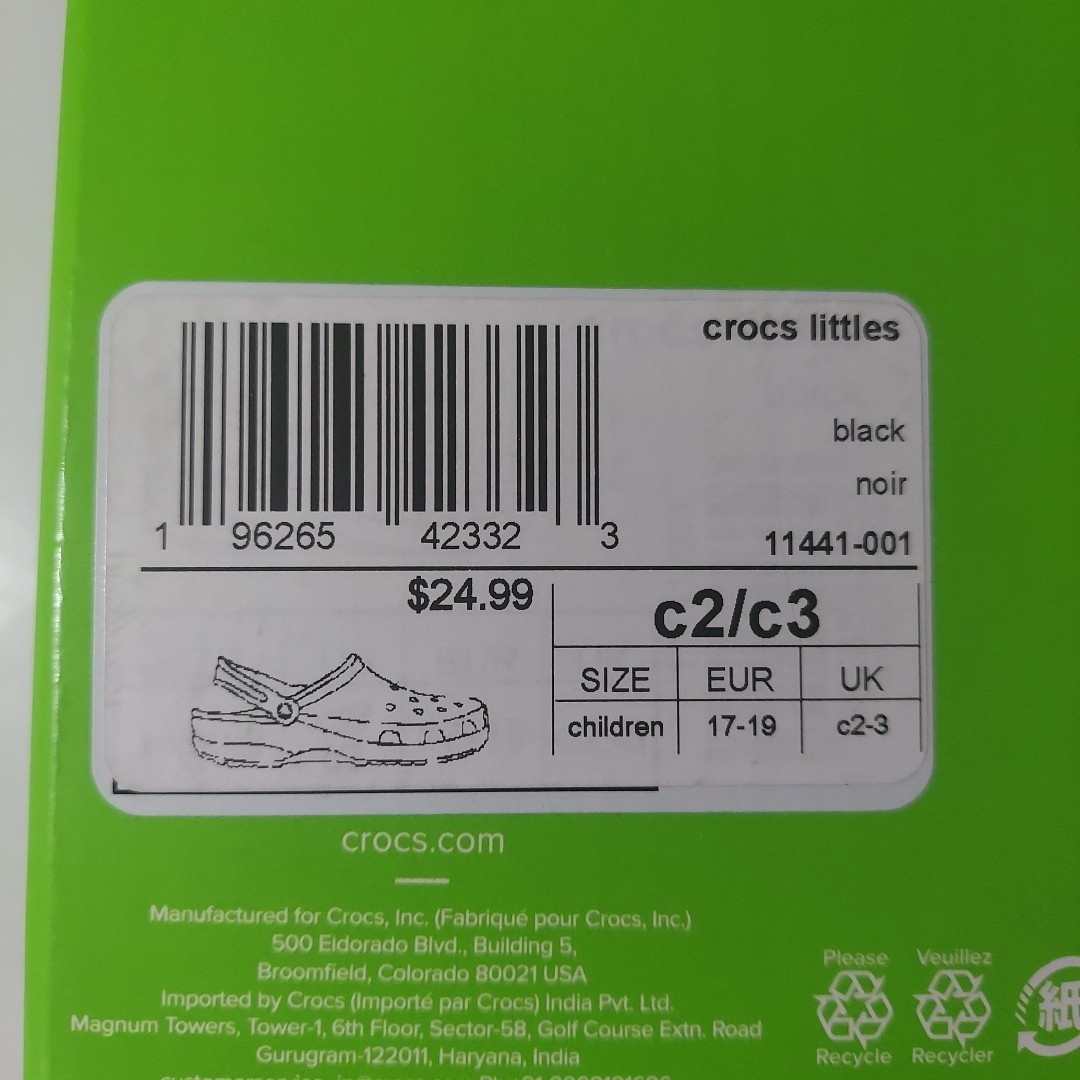 crocs littles
black
noir
11441-001
1 96265 42332 3
$24.99
c2/c3
SIZE EUR UK
children 17-19 c2-3
crocs.com
Manufactured for Crocs, Inc. (Fabriqué pour Crocs, Inc.)
500 Eldorado Blvd., Building 5,
Broomfield, Colorado 80021 USA
Imported by Crocs (Importé par Crocs) India Pvt. Ltd.
Magnum Towers, Tower-1, 6th Floor, Sector-58, Golf Course Extn. Road
Gurugram-122011, Haryana, India
Please
Recycle
Veuillez
Recycler
紙